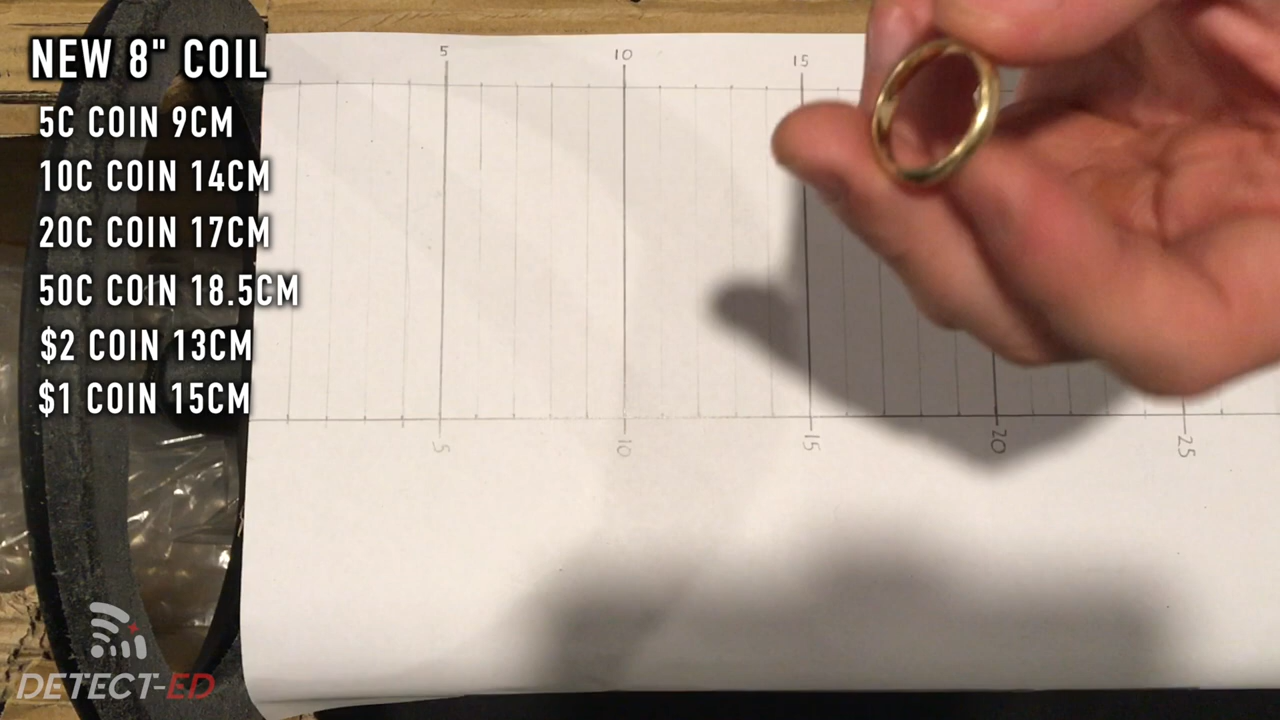 NEW 8" COIL
5C COIN 9CM
10C COIN 14CM
20C COIN 17CM
50C COIN 18.5CM
$2 COIN 13CM
$1 COIN 15CM
5 10 15
5 10 15 20 25
DETECT-ED